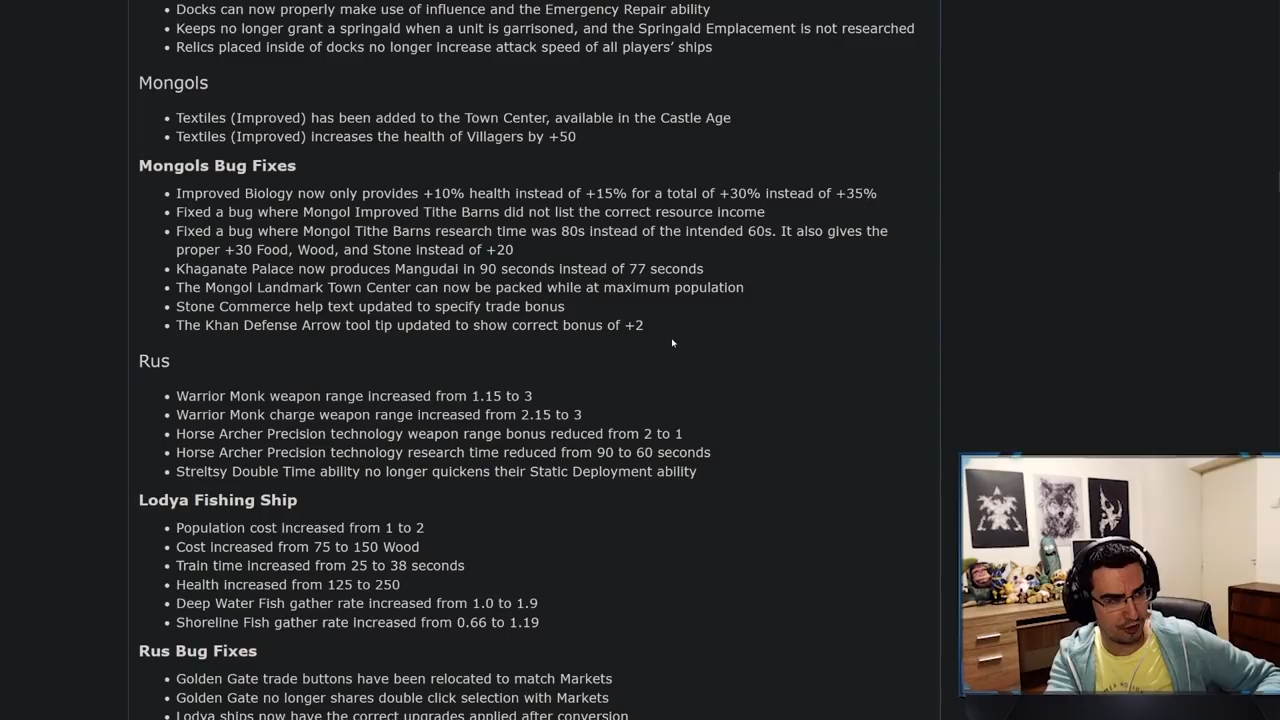 Docks can now properly make use of influence and the Emergency Repair ability
Keeps no longer grant a springald when a unit is garrisoned, and the Springald Emplacement is not researched
Relics placed inside of docks no longer increase attack speed of all players’ ships
Mongols
Textiles (Improved) has been added to the Town Center, available in the Castle Age
Textiles (Improved) increases the health of Villagers by +50
Mongols Bug Fixes
Improved Biology now only provides +10% health instead of +15% for a total of +30% instead of +35%
Fixed a bug where Mongol Improved Tithe Barns did not list the correct resource income
Fixed a bug where Mongol Tithe Barns research time was 80s instead of the intended 60s. It also gives the
proper +30 Food, Wood, and Stone instead of +20
Khaganate Palace now produces Mangudai in 90 seconds instead of 77 seconds
The Mongol Landmark Town Center can now be packed while at maximum population
Stone Commerce help text updated to specify trade bonus
The Khan Defense Arrow tool tip updated to show correct bonus of +2
Rus
Warrior Monk weapon range increased from 1.15 to 3
Warrior Monk charge weapon range increased from 2.15 to 3
Horse Archer Precision technology weapon range bonus reduced from 2 to 1
Horse Archer Precision technology research time reduced from 90 to 60 seconds
Streltsy Double Time ability no longer quickens their Static Deployment ability
Lodya Fishing Ship
Population cost increased from 1 to 2
Cost increased from 75 to 150 Wood
Train time increased from 25 to 38 seconds
Health increased from 125 to 250
Deep Water Fish gather rate increased from 1.0 to 1.9
Shoreline Fish gather rate increased from 0.66 to 1.19
Rus Bug Fixes
Golden Gate trade buttons have been relocated to match Markets
Golden Gate no longer shares double click selection with Markets
Lodya ships now have the correct upgrades applied after conversion